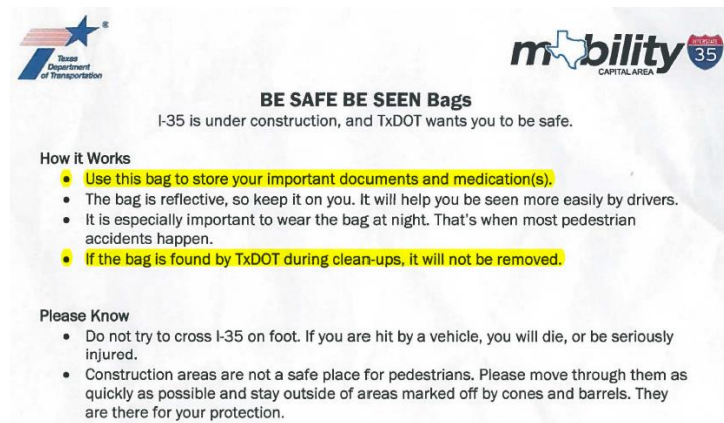 Texas
Department
of Transportation
mobility
CAPITAL AREA
INTERSTATE
35
BE SAFE BE SEEN Bags
I-35 is under construction, and TxDOT wants you to be safe.
How it Works
• Use this bag to store your important documents and medication(s).
• The bag is reflective, so keep it on you. It will help you be seen more easily by drivers.
• It is especially important to wear the bag at night. That's when most pedestrian
accidents happen.
• If the bag is found by TxDOT during clean-ups, it will not be removed.
Please Know
• Do not try to cross I-35 on foot. If you are hit by a vehicle, you will die, or be seriously
injured.
• Construction areas are not a safe place for pedestrians. Please move through them as
quickly as possible and stay outside of areas marked off by cones and barrels. They
are there for your protection.